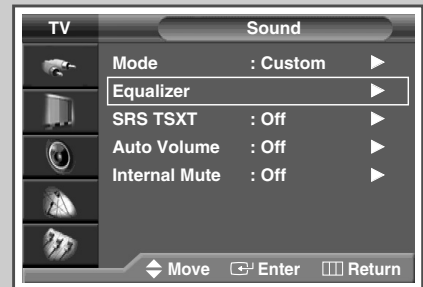 TV Sound
Mode : Custom
Equalizer
SRS TSXT : Off
Auto Volume : Off
Internal Mute : Off
Move Enter Return